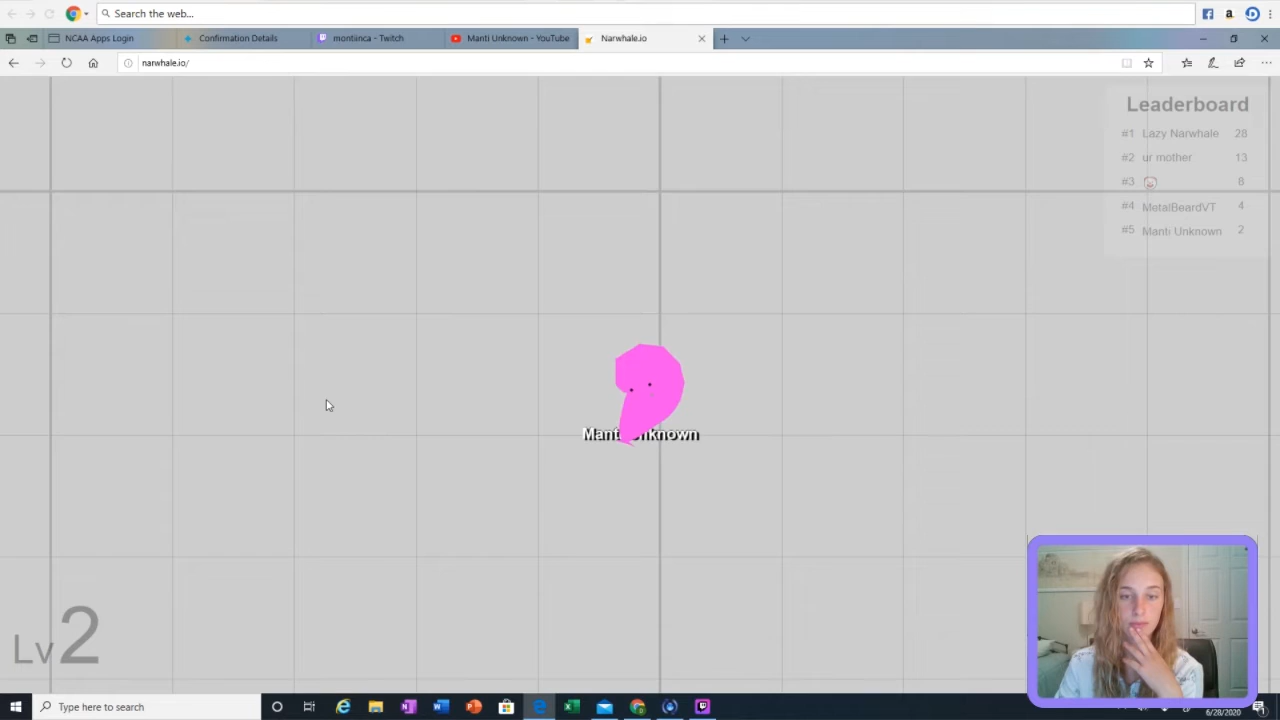 Search the web...
NCAA Apps Login
Confirmation Details
montiinca - Twitch
Manti Unknown - YouTube
Narwhale.io
narwhale.io/
Leaderboard
#1 Lazy Narwhale 28
#2 ur mother 13
#3 🤡 8
#4 MetalBeardVT 4
#5 Manti Unknown 2
Manti Unknown
Lv2
Type here to search
6/28/2020